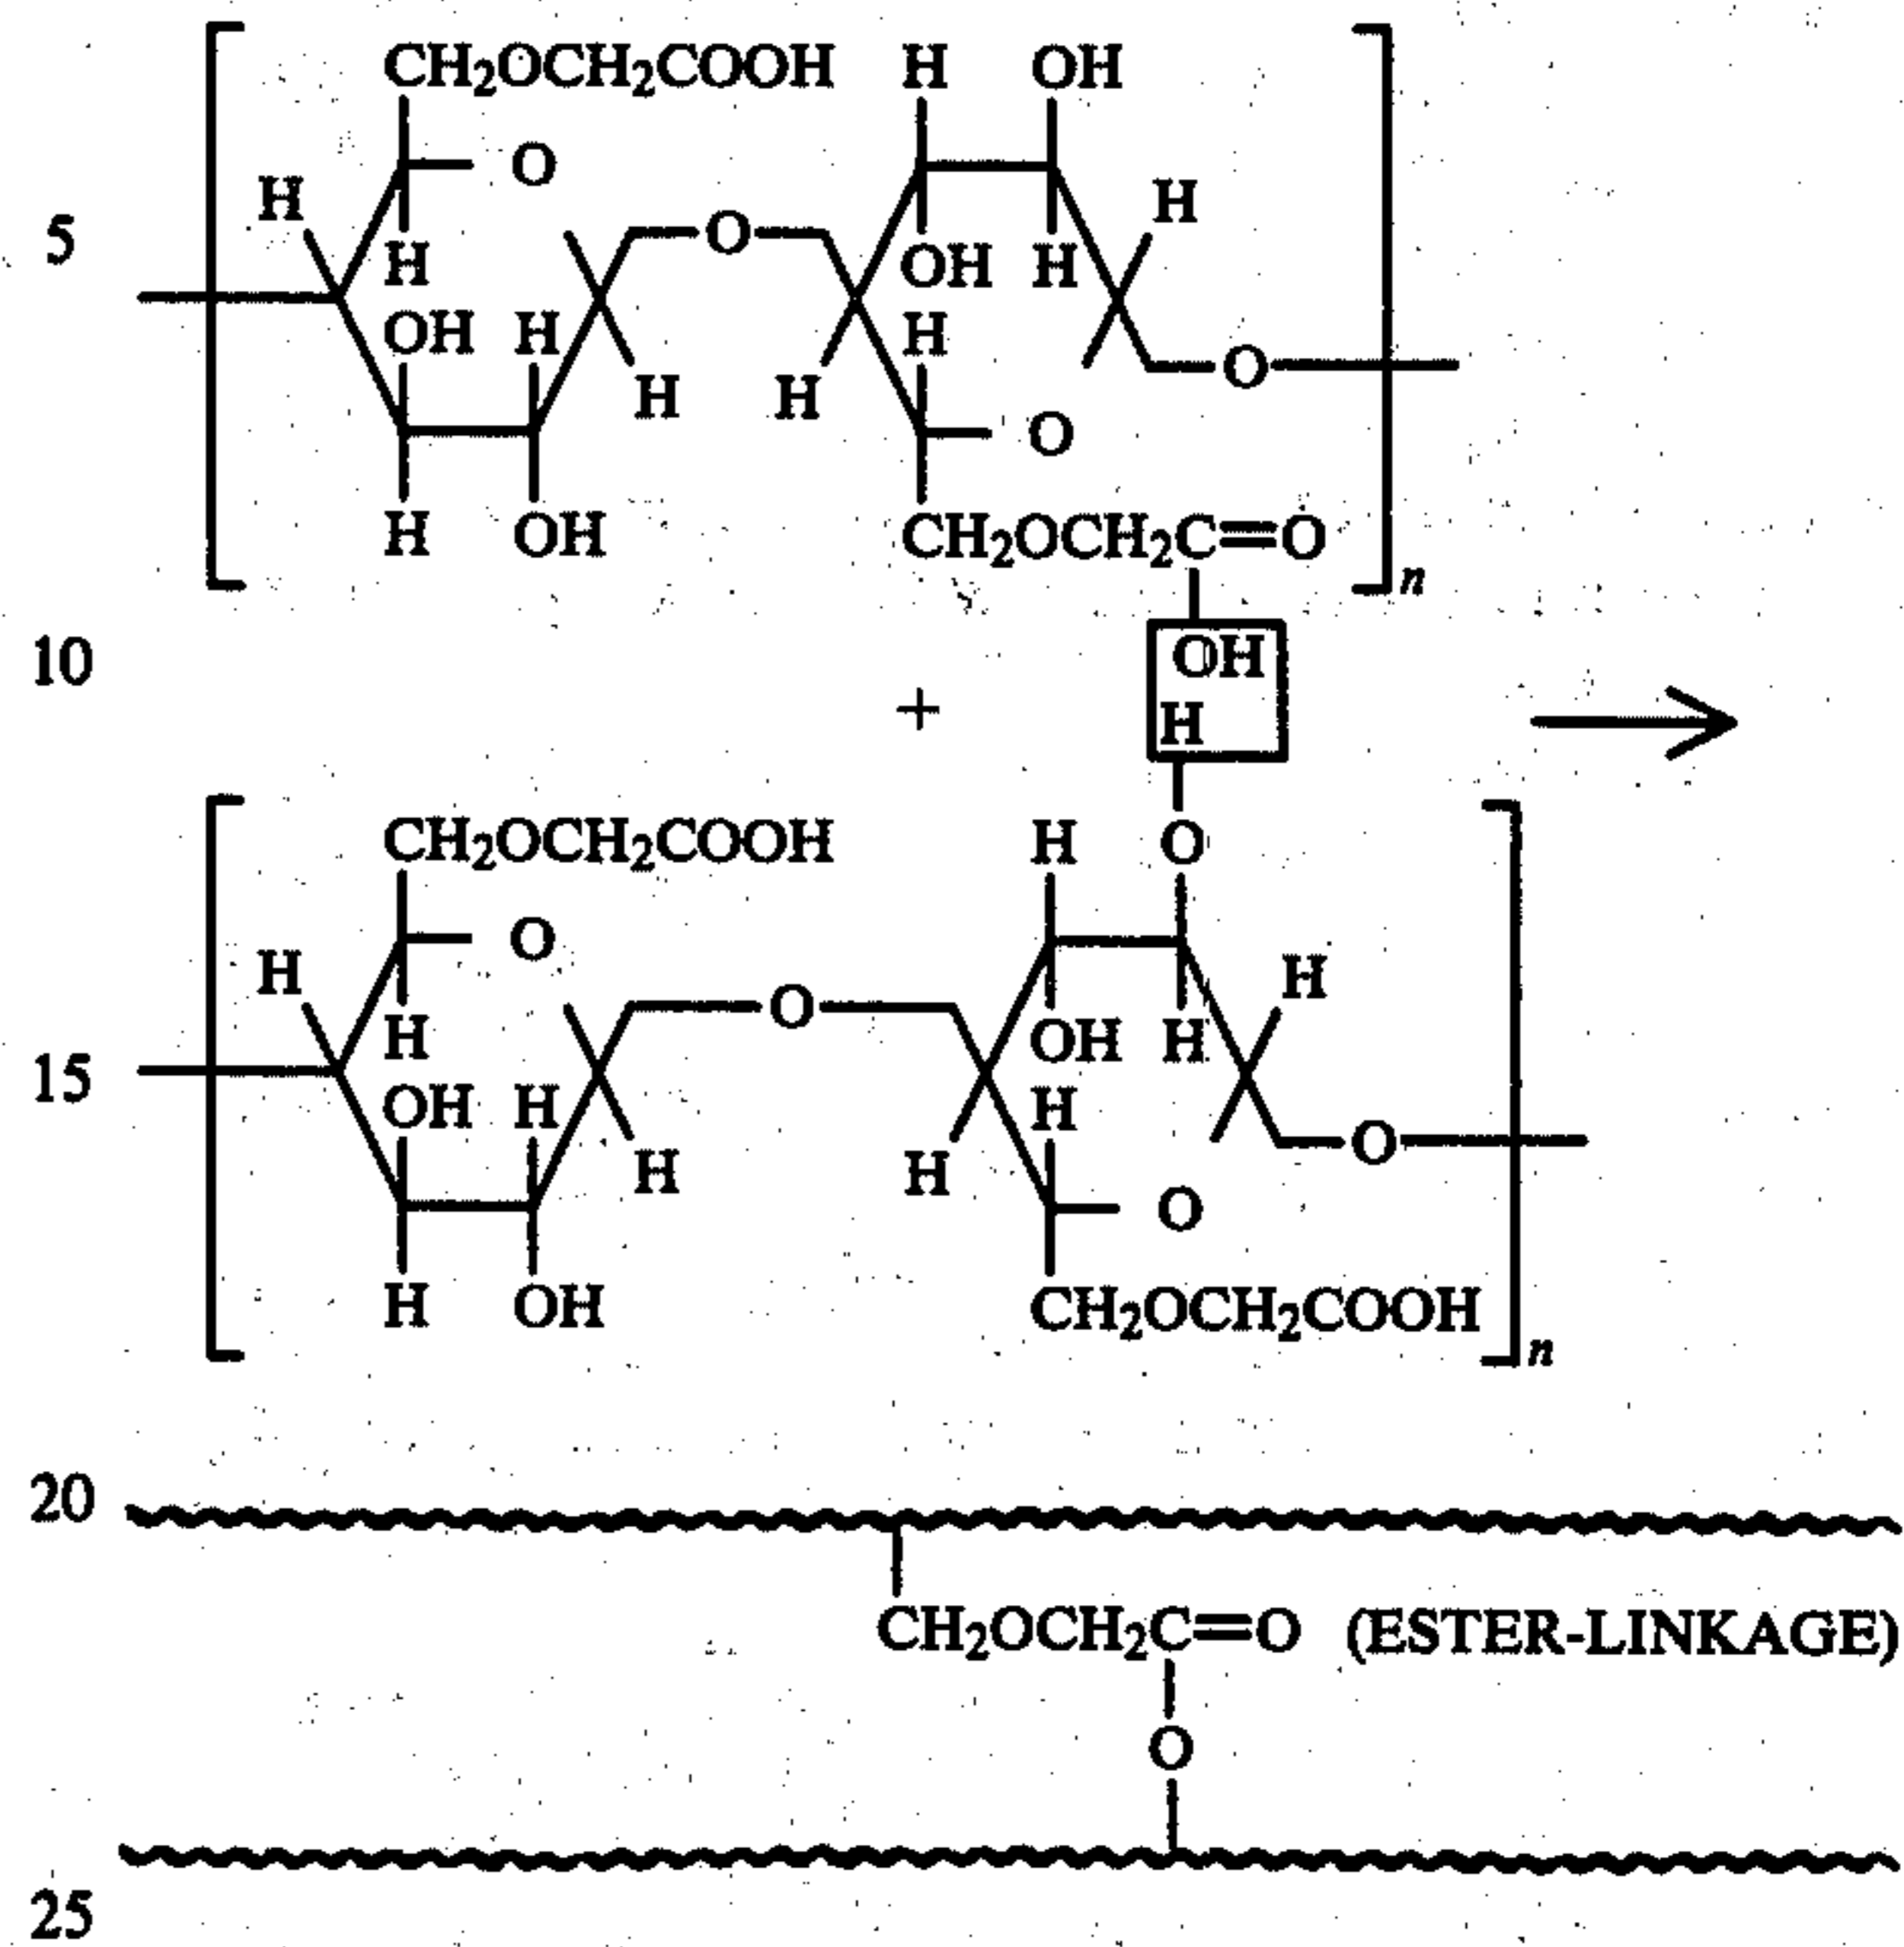 CH₂OCH₂COOH H OH
O
H H
5 O
H OH H
OH H H
H H O
O
H OH CH₂OCH₂C=O
n
10 OH
+ H
CH₂OCH₂COOH H O
O
H H
O
15 H OH H
OH H H
H H O
O
H OH CH₂OCH₂COOH
n
20
CH₂OCH₂C=O (ESTER-LINKAGE)
O
25